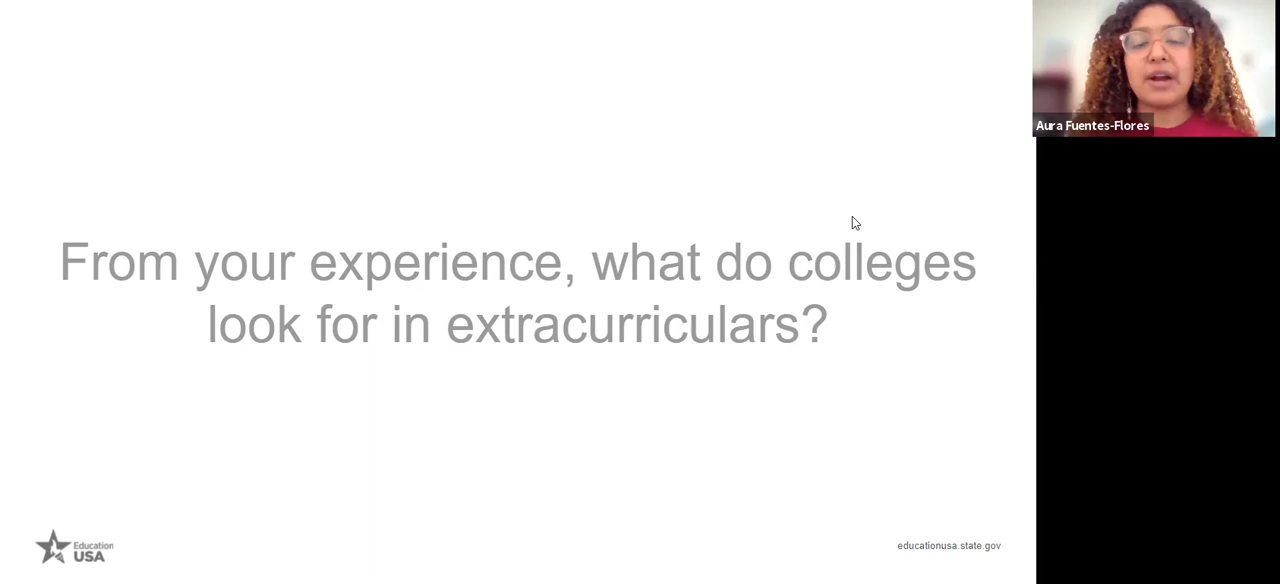 From your experience, what do colleges
look for in extracurriculars?
Aura Fuentes-Flores
Education
USA
educationusa.state.gov